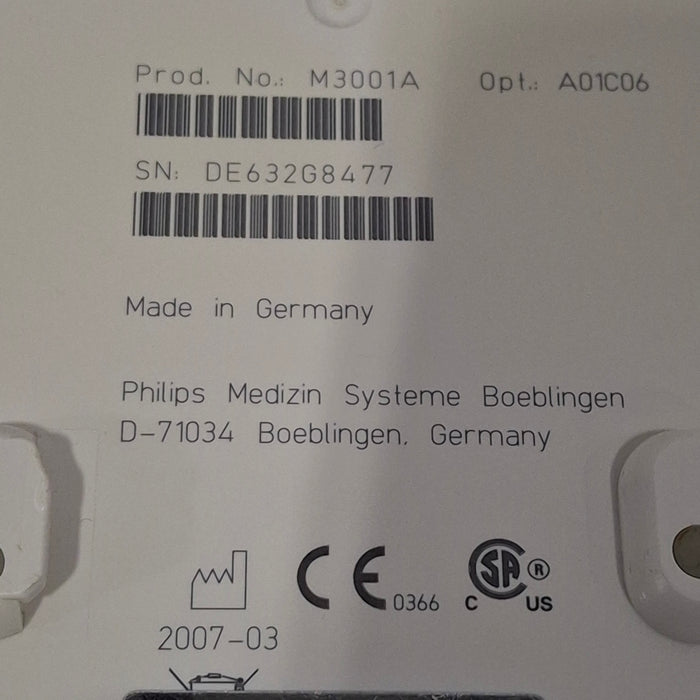 Prod. No.: M3001A Opt.: A01C06
SN: DE632G8477
Made in Germany
Philips Medizin Systeme Boeblingen
D-71034 Boeblingen, Germany
CE 0366
SA ®
C US
2007-03